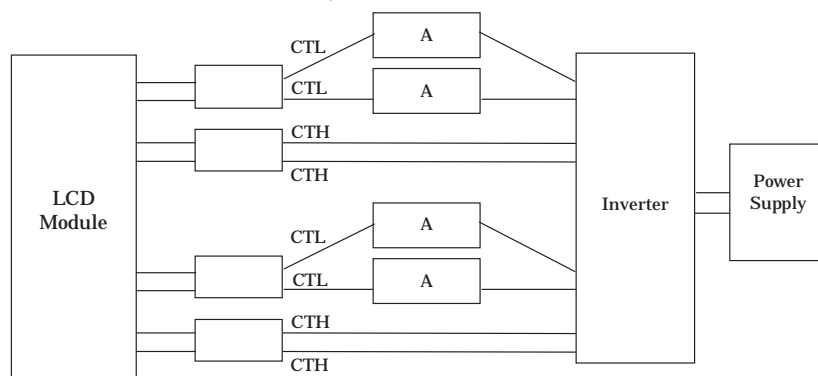 CTL
A
CTL
A
CTH
CTH
LCD
Module
Inverter
Power
Supply
CTL
A
CTL
A
CTH
CTH